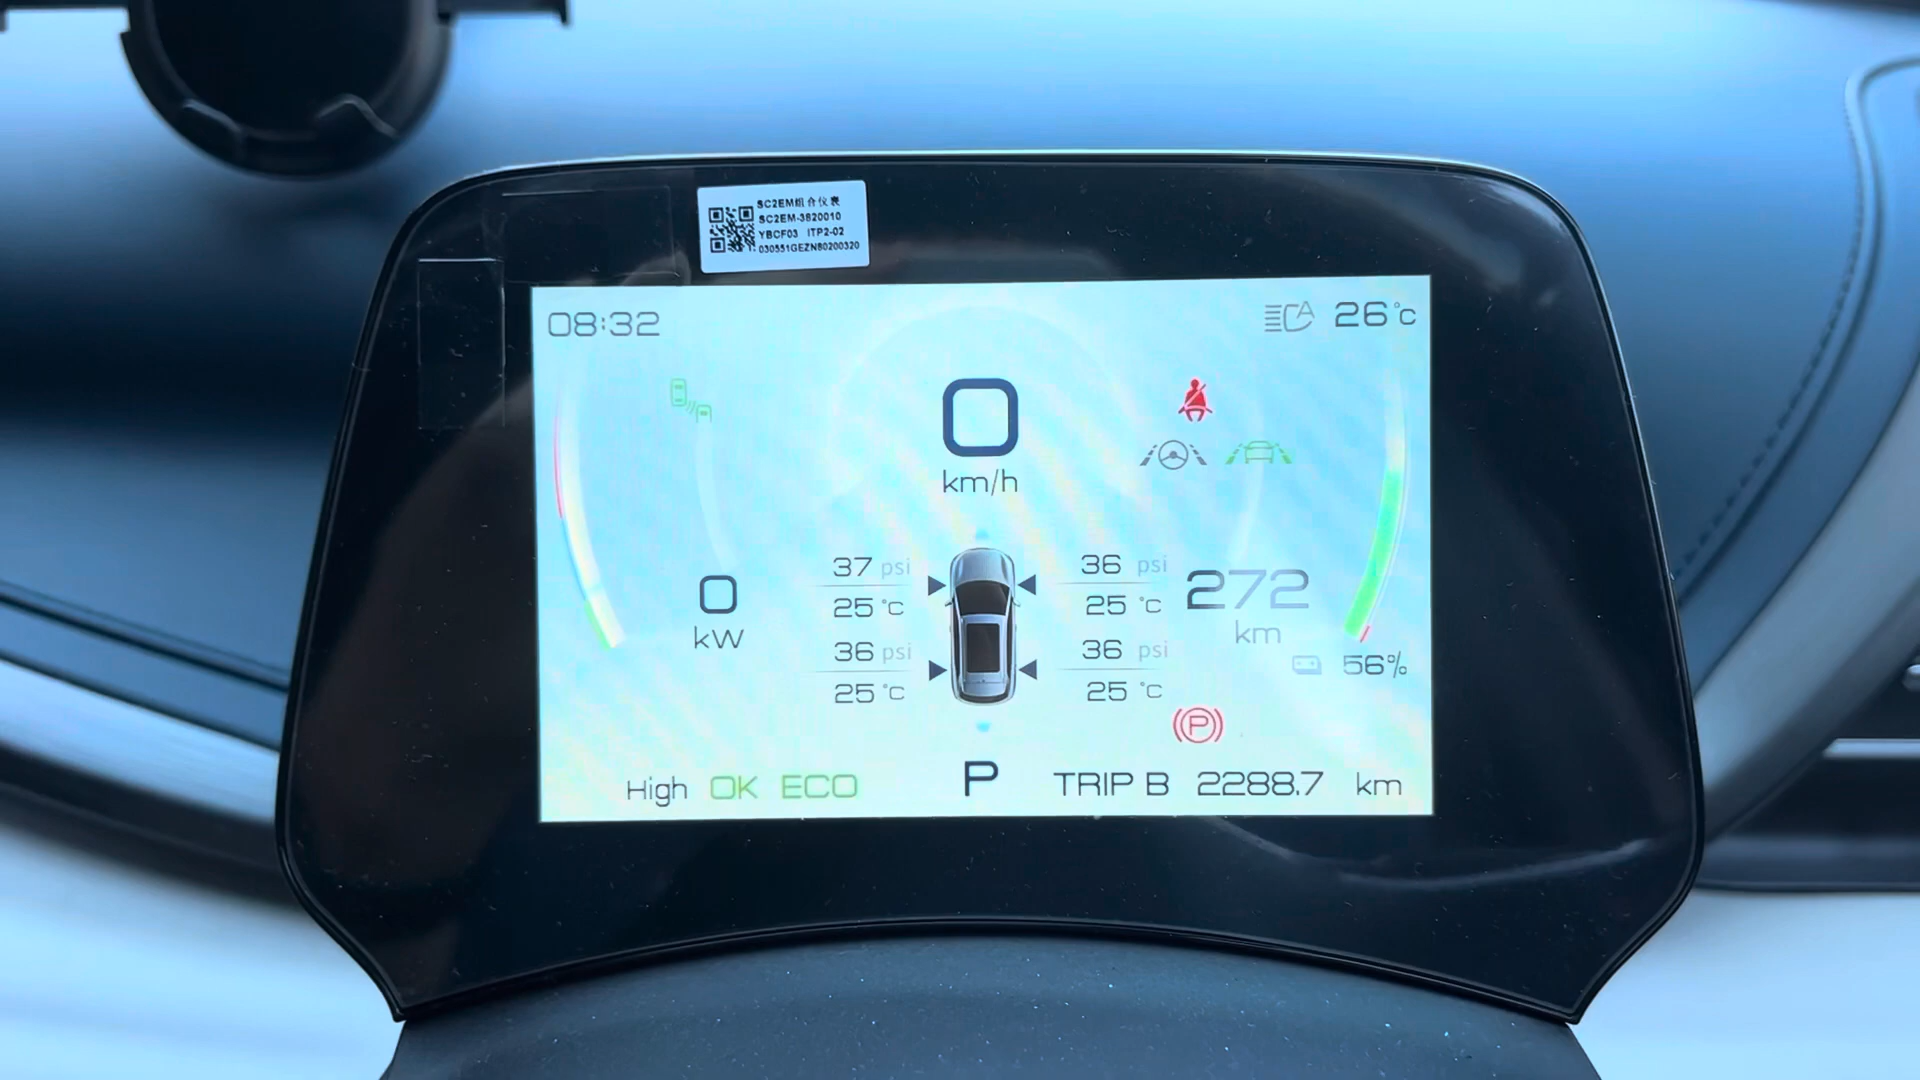 SC2EM组合仪表
SC2EM-3820010
YBCF03 ITP2-02
030551GEZN80200320
08:32
A 26°C
0
km/h
37 psi
25 °C
36 psi
25 °C
0
kW
36 psi
25 °C
36 psi
25 °C
272
km
56%
P
High OK ECO P TRIP B 2288.7 km